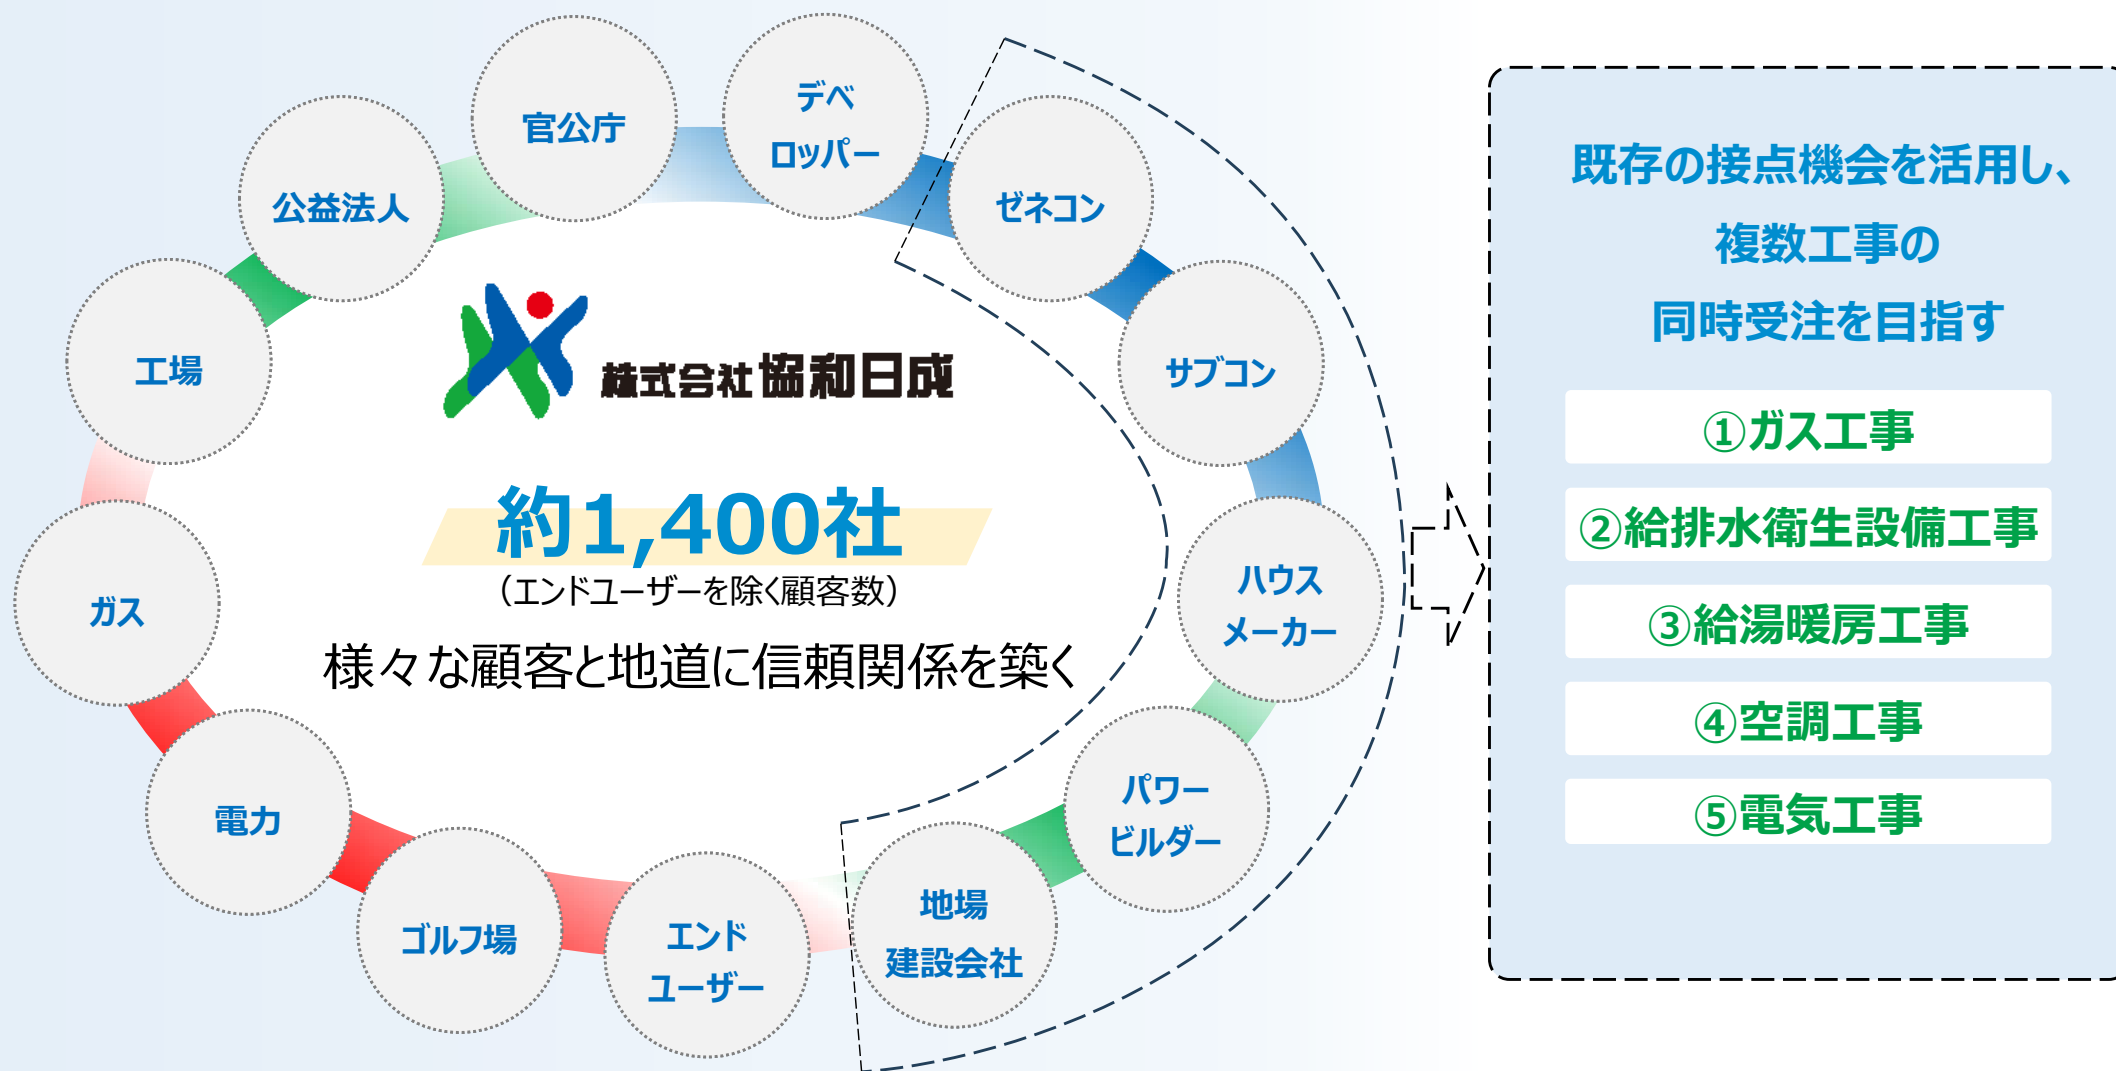 官公庁
デベ
ロッパー
公益法人
ゼネコン
工場
サブコン
株式会社協和日成
約1,400社
（エンドユーザーを除く顧客数）
様々な顧客と地道に信頼関係を築く
ガス
ハウス
メーカー
電力
パワー
ビルダー
ゴルフ場
エンド
ユーザー
地場
建設会社
既存の接点機会を活用し、
複数工事の
同時受注を目指す
①ガス工事
②給排水衛生設備工事
③給湯暖房工事
④空調工事
⑤電気工事